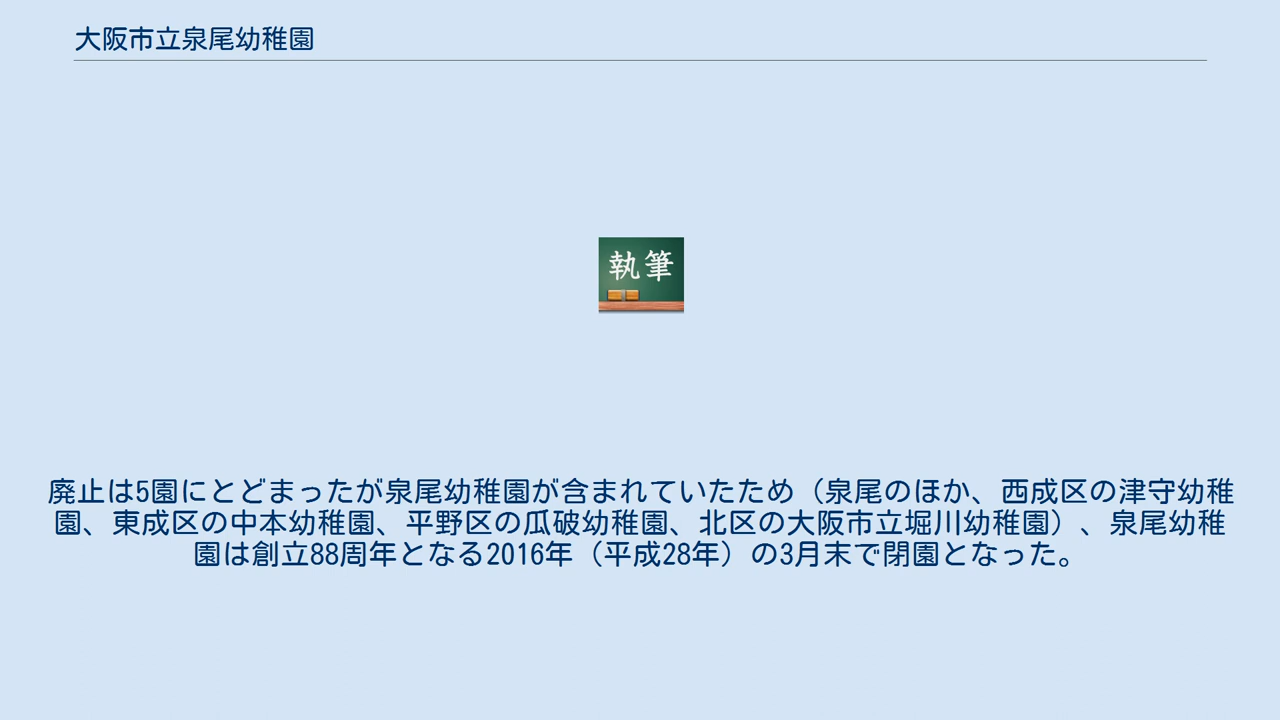 大阪市立泉尾幼稚園
執筆
廃止は5園にとどまったが泉尾幼稚園が含まれていたため（泉尾のほか、西成区の津守幼稚
園、東成区の中本幼稚園、平野区の瓜破幼稚園、北区の大阪市立堀川幼稚園）、泉尾幼稚
園は創立88周年となる2016年（平成28年）の3月末で閉園となった。